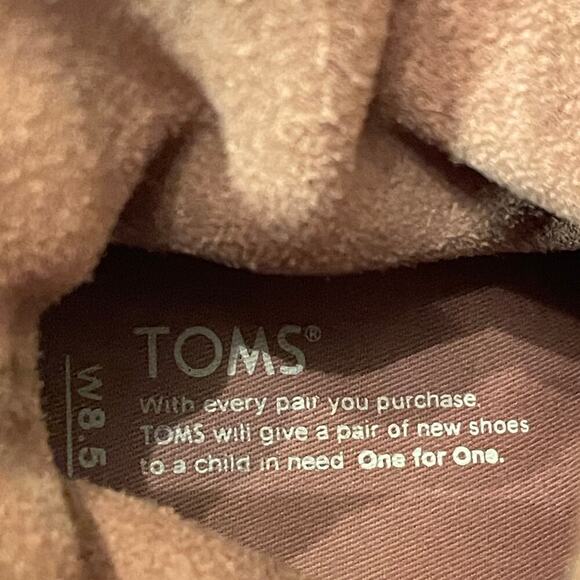 TOMS®
With every pair you purchase,
TOMS will give a pair of new shoes
to a child in need. One for One.
W8.5